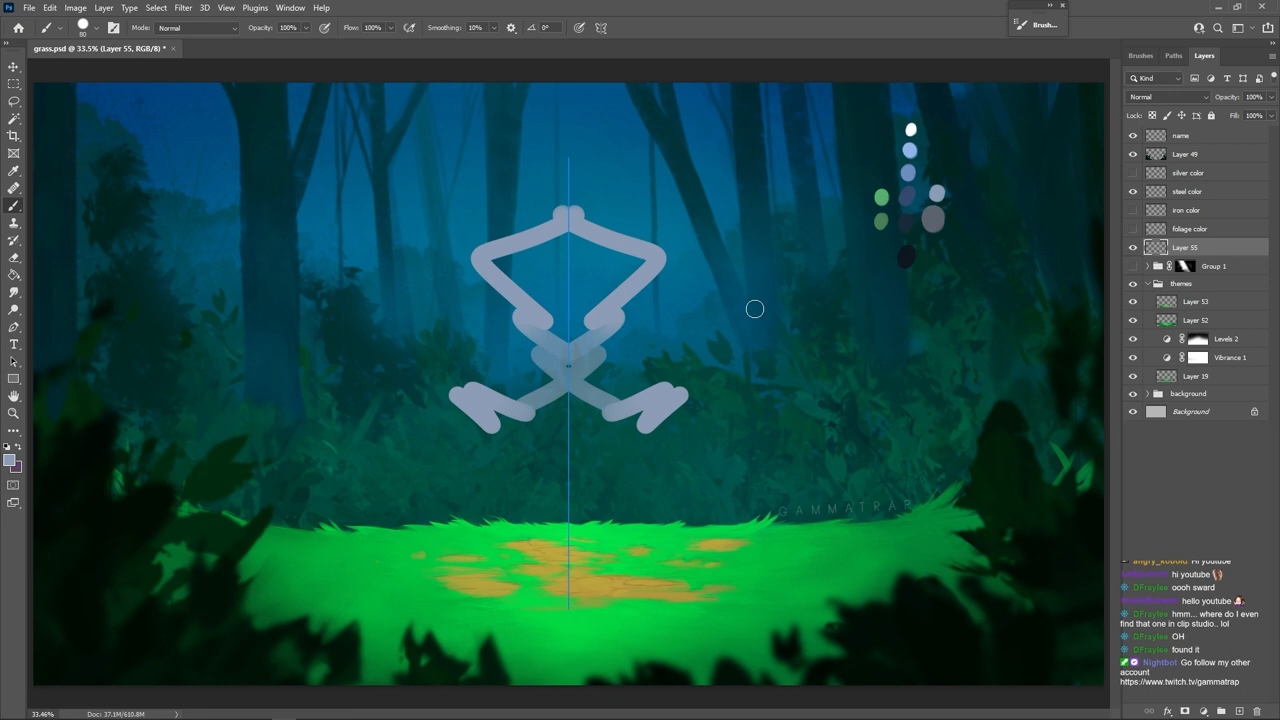 File Edit Image Layer Type Select Filter 3D View Plugins Window Help
Brush...
80 Mode: Normal Opacity: 100% Flow: 100% Smoothing: 10% 0°
grass.psd @ 33.5% (Layer 55, RGB/8) *
Brushes Paths Layers
Kind
Normal Opacity: 100%
Lock: Fill: 100%
name
Layer 49
silver color
steel color
iron color
foliage color
Layer 55
Group 1
themes
Layer 53
Layer 52
Levels 2
Vibrance 1
Layer 19
background
Background
GAMMATRAP
angry_kobold Hi youtube
hi youtube
DFraylee oooh sward
hello youtube
DFraylee hmm... where do I even
find that one in clip studio.. lol
DFraylee OH
DFraylee found it
Nightbot Go follow my other
account
https://www.twitch.tv/gammatrap
33.46% Doc: 37.1M/610.8M